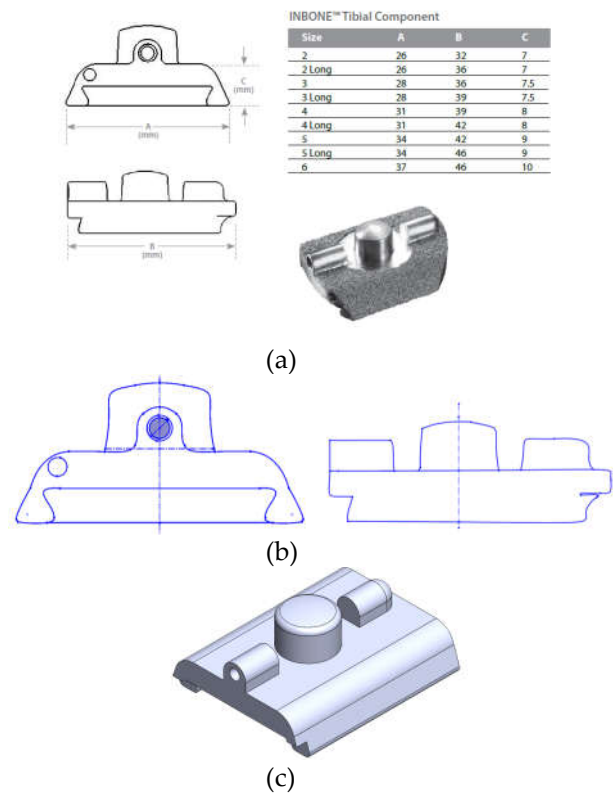 INBONE™ Tibial Component
Size A B C
2 26 32 7
2 Long 26 36 7
3 28 36 7.5
3 Long 28 39 7.5
4 31 39 8
4 Long 31 42 8
5 34 42 9
5 Long 34 46 9
6 37 46 10
C
(mm)
A
(mm)
B
(mm)
(a)
(b)
(c)